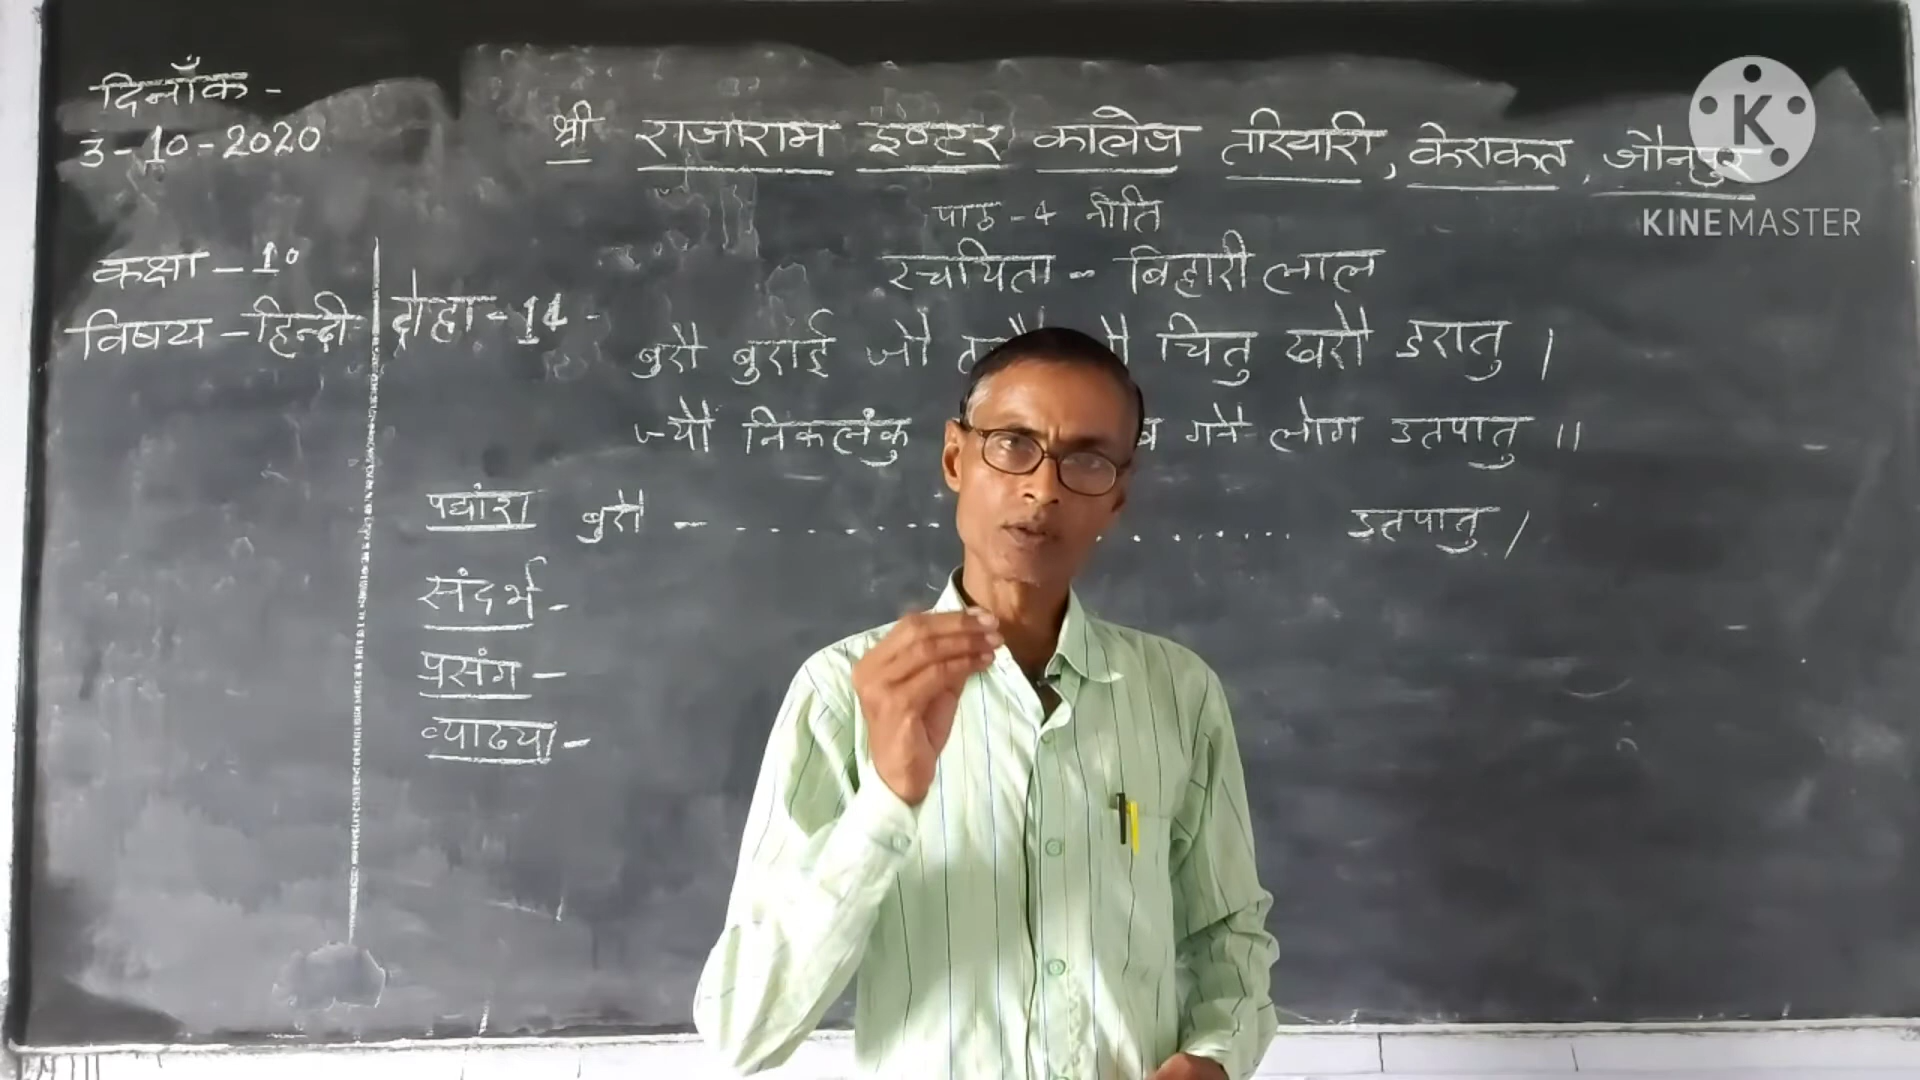 दिनाँक -
3-10-2020
श्री राजाराम इण्टर कालेज तरियारी, केराकत, जौनपुर
K
KINEMASTER
पाठ-4 नीति
रचयिता - बिहारी लाल
कक्षा - 10
विषय - हिन्दी
दोहा - 14 -
बुरौ बुराई जौ चितु खरौ डरातु ।
ज्यौं निकलंकु गनै लोग उतपातु ॥
पद्यांश बुरौ - ................ उतपातु /
संदर्भ -
प्रसंग -
व्याख्या -